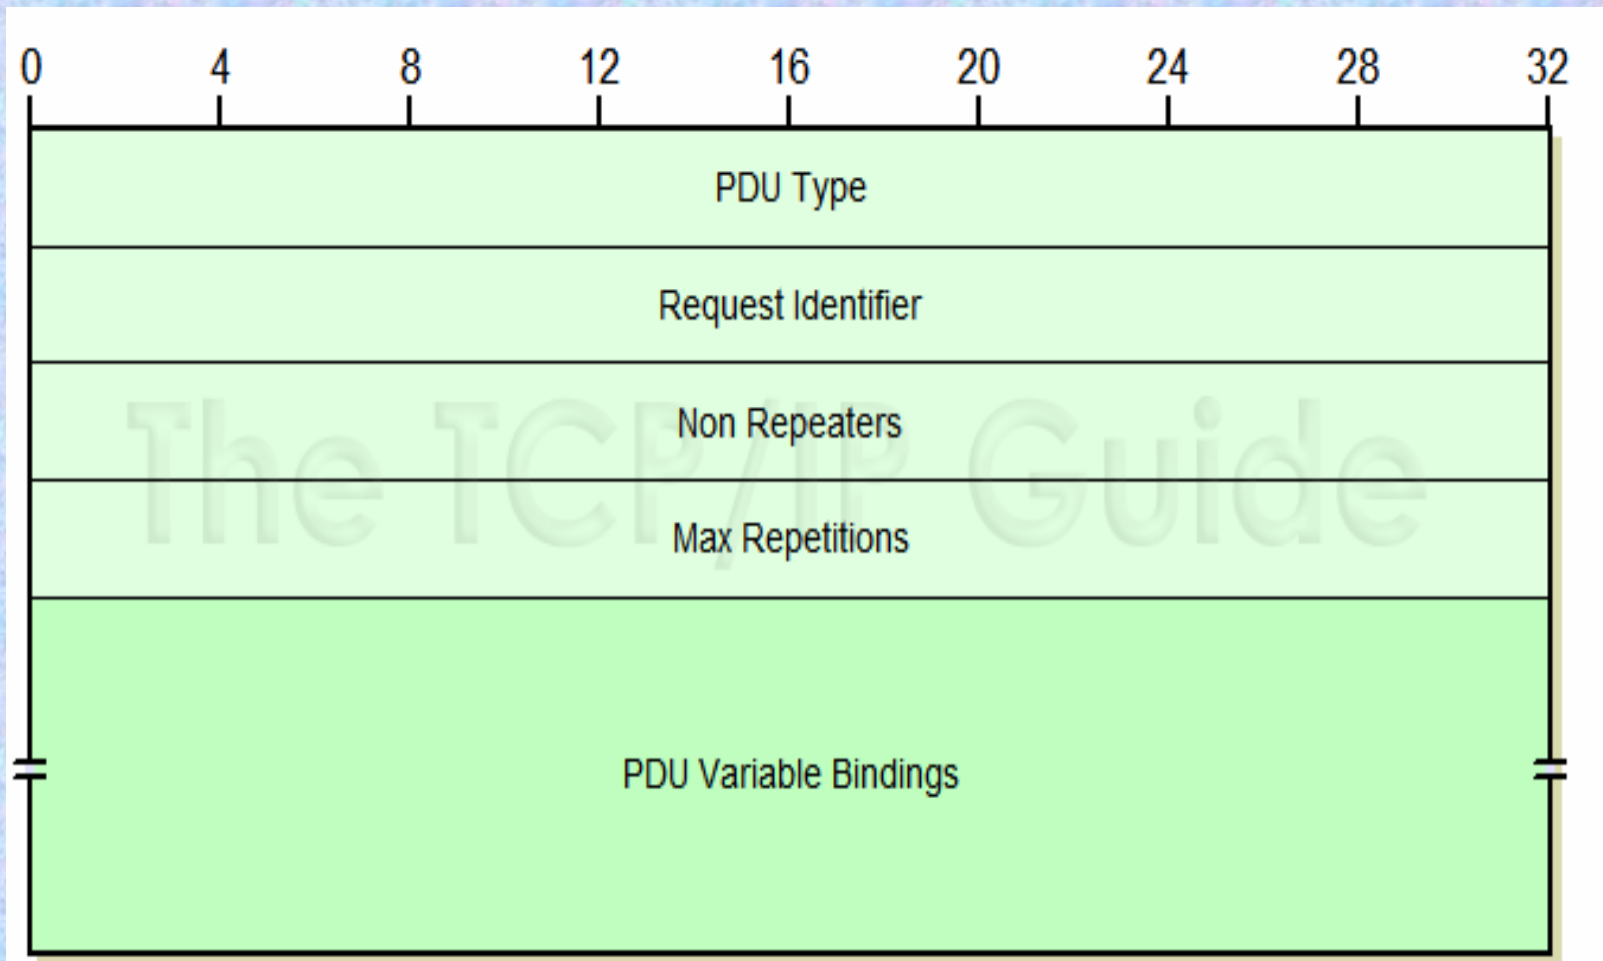 0 4 8 12 16 20 24 28 32
PDU Type
Request Identifier
Non Repeaters
The TCP/IP Guide
Max Repetitions
PDU Variable Bindings